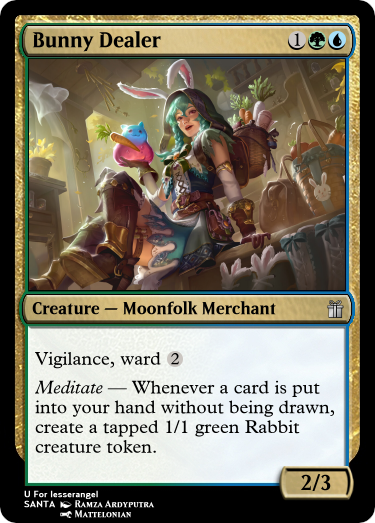 Bunny Dealer 1
Creature — Moonfolk Merchant
Vigilance, ward 2
Meditate — Whenever a card is put
into your hand without being drawn,
create a tapped 1/1 green Rabbit
creature token.
2/3
U For lesserangel
SANTA Ramza Ardyputra
Mattelonian